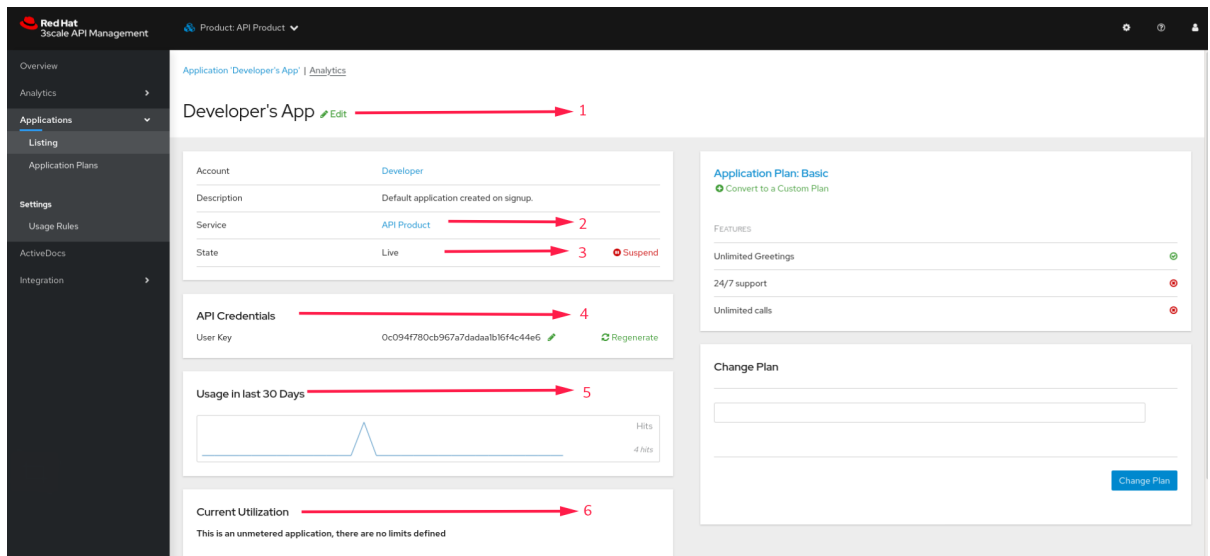 Red Hat
3scale API Management
Product: API Product
Overview
Analytics
Applications
Listing
Application Plans
Settings
Usage Rules
ActiveDocs
Integration
Application 'Developer's App' | Analytics
Developer's App Edit 1
Account Developer
Description Default application created on signup.
Service API Product 2
State Live 3 Suspend
API Credentials 4
User Key 0c094f780cb967a7dadaa1b16f4c44e6 Regenerate
Usage in last 30 Days 5
Hits
4 hits
Current Utilization 6
This is an unmetered application, there are no limits defined
Application Plan: Basic
Convert to a Custom Plan
FEATURES
Unlimited Greetings
24/7 support
Unlimited calls
Change Plan
Change Plan